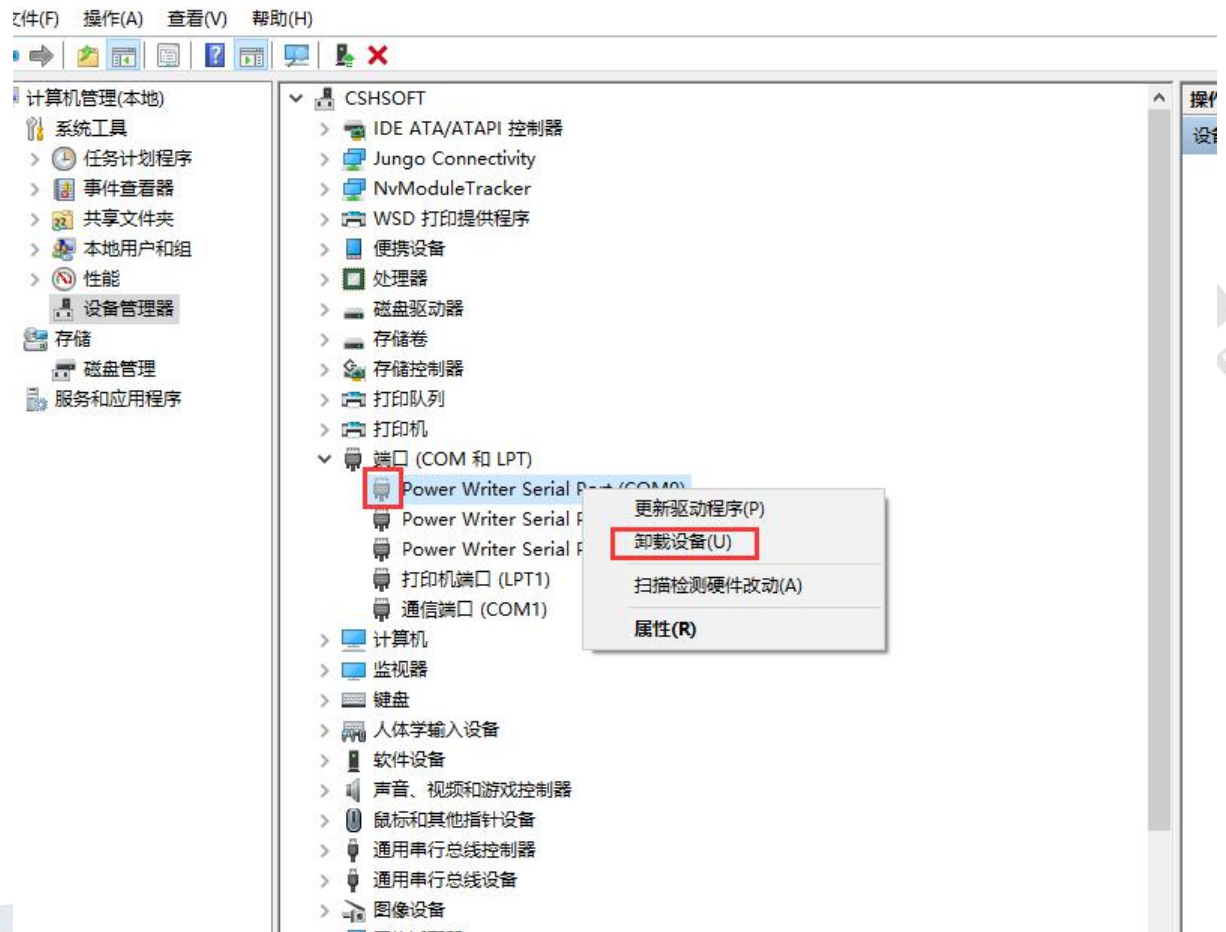 文件(F) 操作(A) 查看(V) 帮助(H)
计算机管理(本地)
系统工具
任务计划程序
事件查看器
共享文件夹
本地用户和组
性能
设备管理器
存储
磁盘管理
服务和应用程序
CSHSOFT
IDE ATA/ATAPI 控制器
Jungo Connectivity
NvModuleTracker
WSD 打印提供程序
便携设备
处理器
磁盘驱动器
存储卷
存储控制器
打印队列
打印机
端口 (COM 和 LPT)
Power Writer Serial
Power Writer Serial
Power Writer Serial
打印机端口 (LPT1)
通信端口 (COM1)
计算机
监视器
键盘
人体学输入设备
软件设备
声音、视频和游戏控制器
鼠标和其他指针设备
通用串行总线控制器
通用串行总线设备
图像设备
更新驱动程序(P)
卸载设备(U)
扫描检测硬件改动(A)
属性(R)
操作